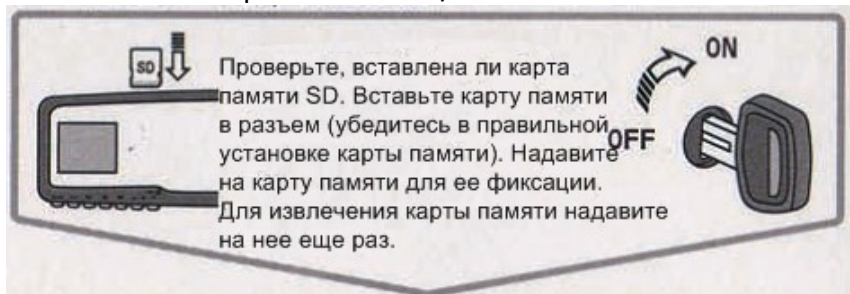 SD
ON
OFF
Проверьте, вставлена ли карта
памяти SD. Вставьте карту памяти
в разъем (убедитесь в правильной
установке карты памяти). Надавите
на карту памяти для ее фиксации.
Для извлечения карты памяти надавите
на нее еще раз.